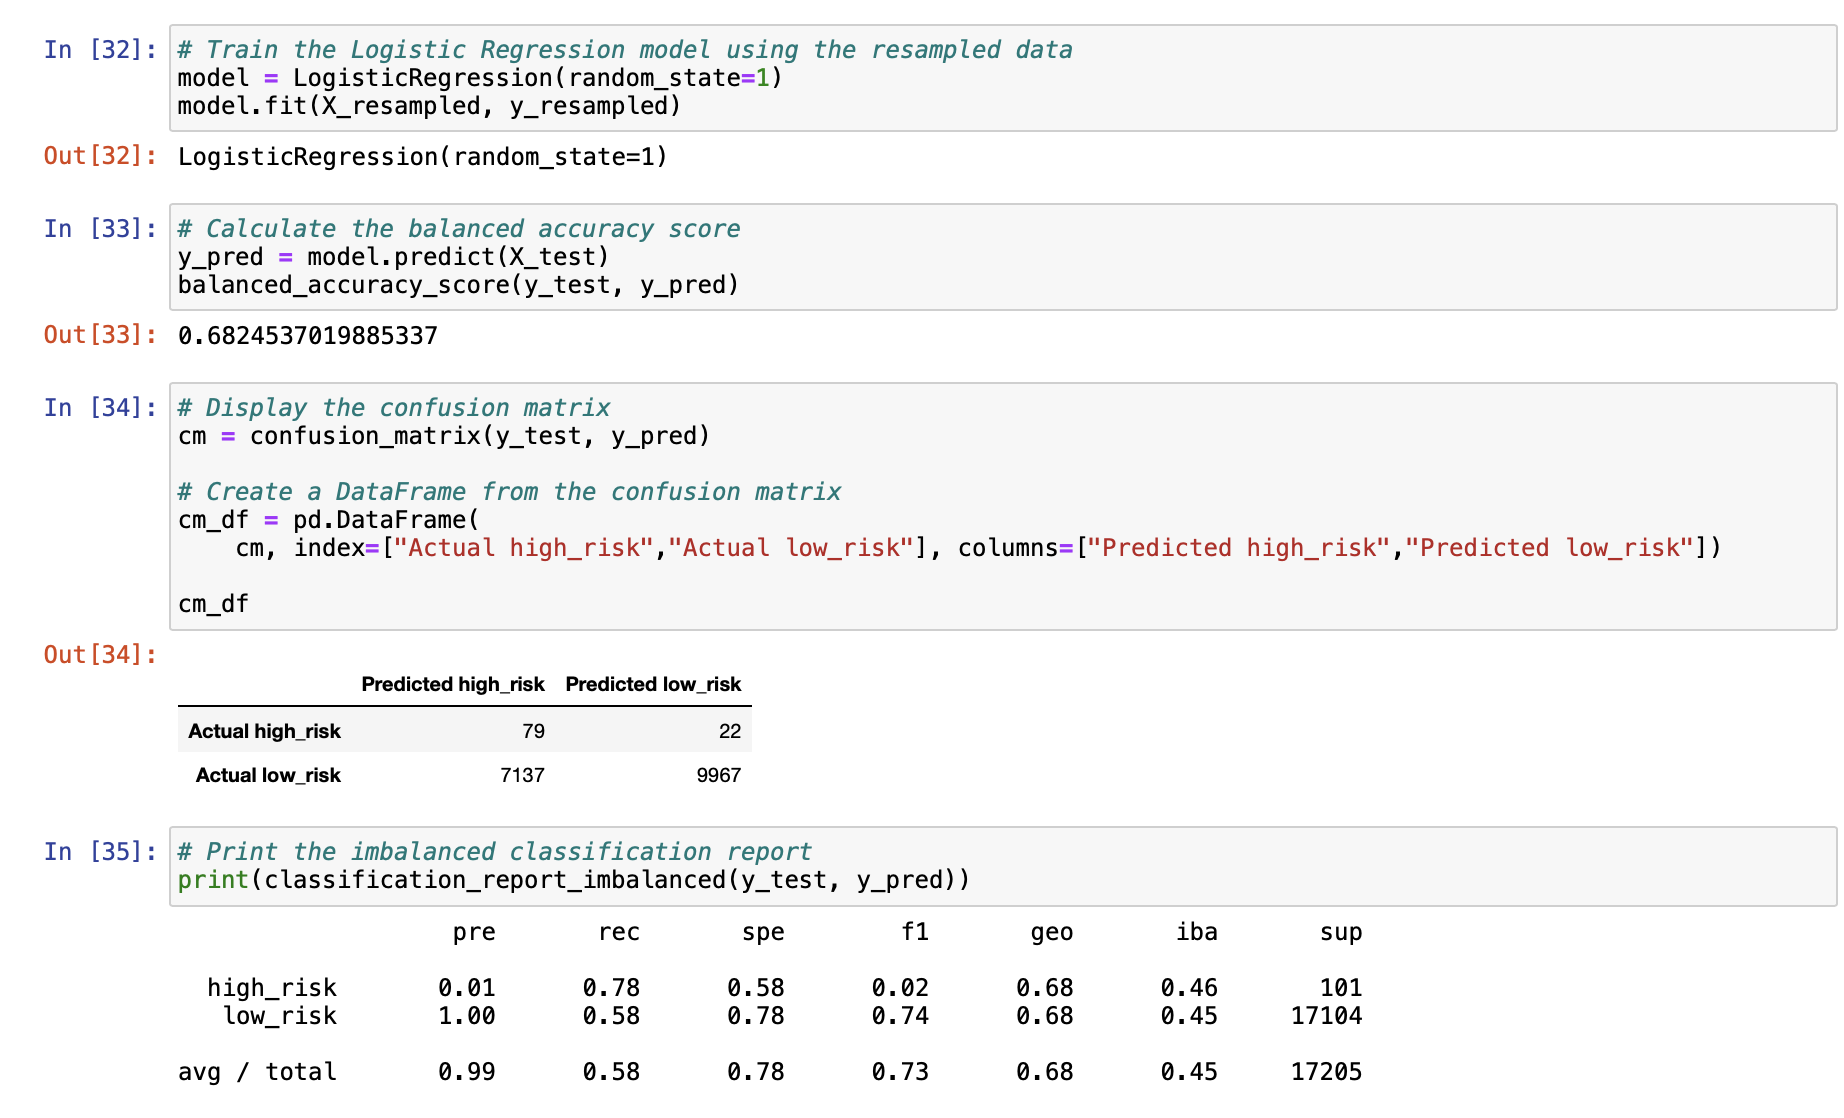 In [32]: # Train the Logistic Regression model using the resampled data
model = LogisticRegression(random_state=1)
model.fit(X_resampled, y_resampled)
Out[32]: LogisticRegression(random_state=1)
In [33]: # Calculate the balanced accuracy score
y_pred = model.predict(X_test)
balanced_accuracy_score(y_test, y_pred)
Out[33]: 0.6824537019885337
In [34]: # Display the confusion matrix
cm = confusion_matrix(y_test, y_pred)
# Create a DataFrame from the confusion matrix
cm_df = pd.DataFrame(
    cm, index=["Actual high_risk","Actual low_risk"], columns=["Predicted high_risk","Predicted low_risk"])
cm_df
Out[34]:
Predicted high_risk Predicted low_risk
Actual high_risk 79 22
Actual low_risk 7137 9967
In [35]: # Print the imbalanced classification report
print(classification_report_imbalanced(y_test, y_pred))
pre rec spe f1 geo iba sup
high_risk 0.01 0.78 0.58 0.02 0.68 0.46 101
low_risk 1.00 0.58 0.78 0.74 0.68 0.45 17104
avg / total 0.99 0.58 0.78 0.73 0.68 0.45 17205